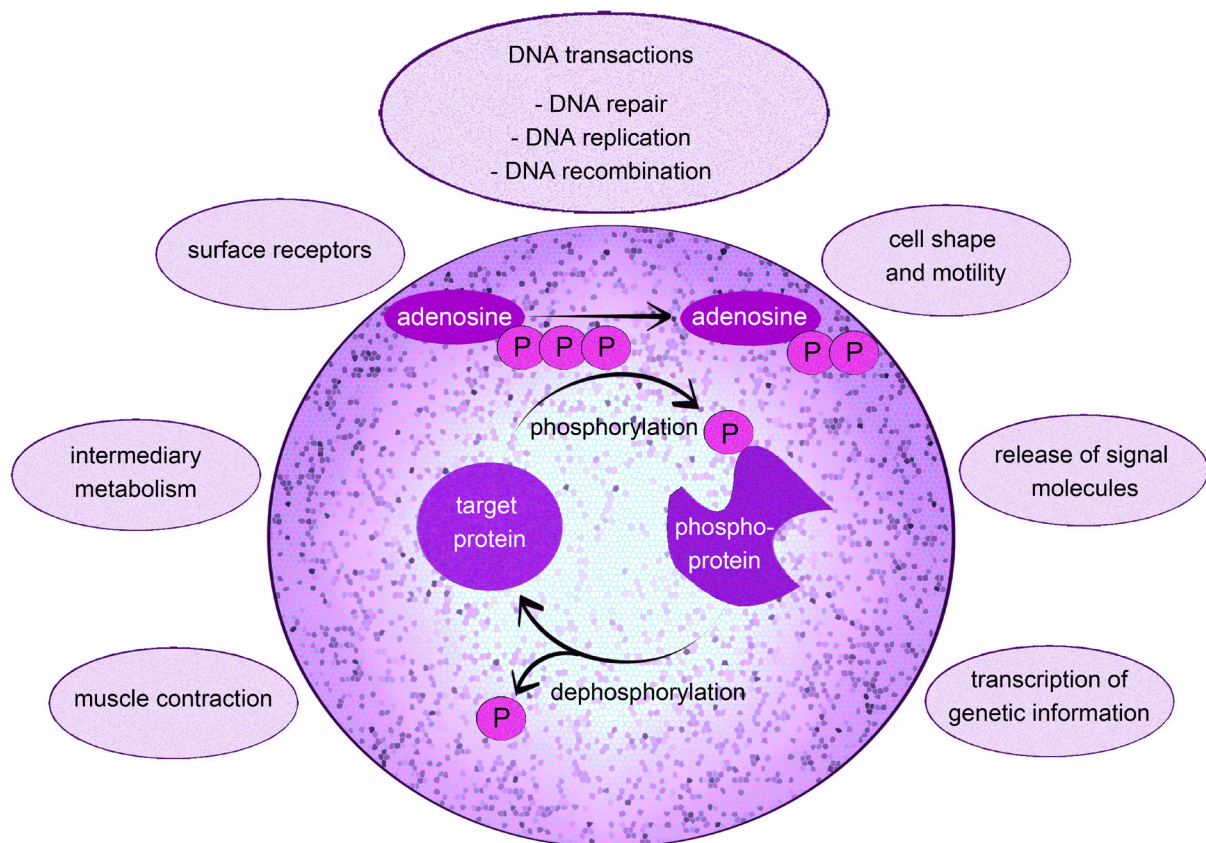 DNA transactions
- DNA repair
- DNA replication
- DNA recombination
surface receptors
cell shape
and motility
adenosine
P P P
adenosine
P P
phosphorylation
P
intermediary
metabolism
release of signal
molecules
target
protein
phospho-
protein
muscle contraction
dephosphorylation
P
transcription of
genetic information